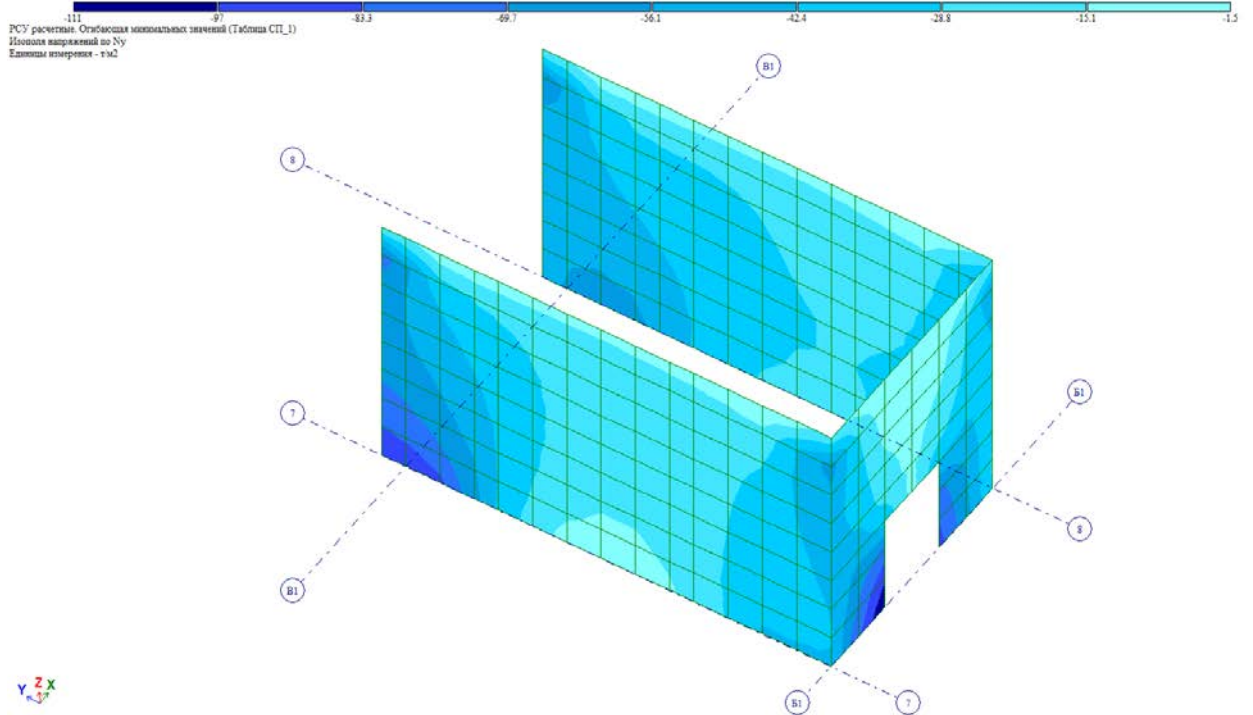 -111 -97 -83.3 -69.7 -56.1 -42.4 -28.8 -15.1 -1.5
РСУ расчетные. Огибающая минимальных значений (Таблица СП_1)
Изополя напряжений по Ny
Единицы измерения - т/м2
В1
8
7
Б1
8
В1
Y Z X
Б1
7